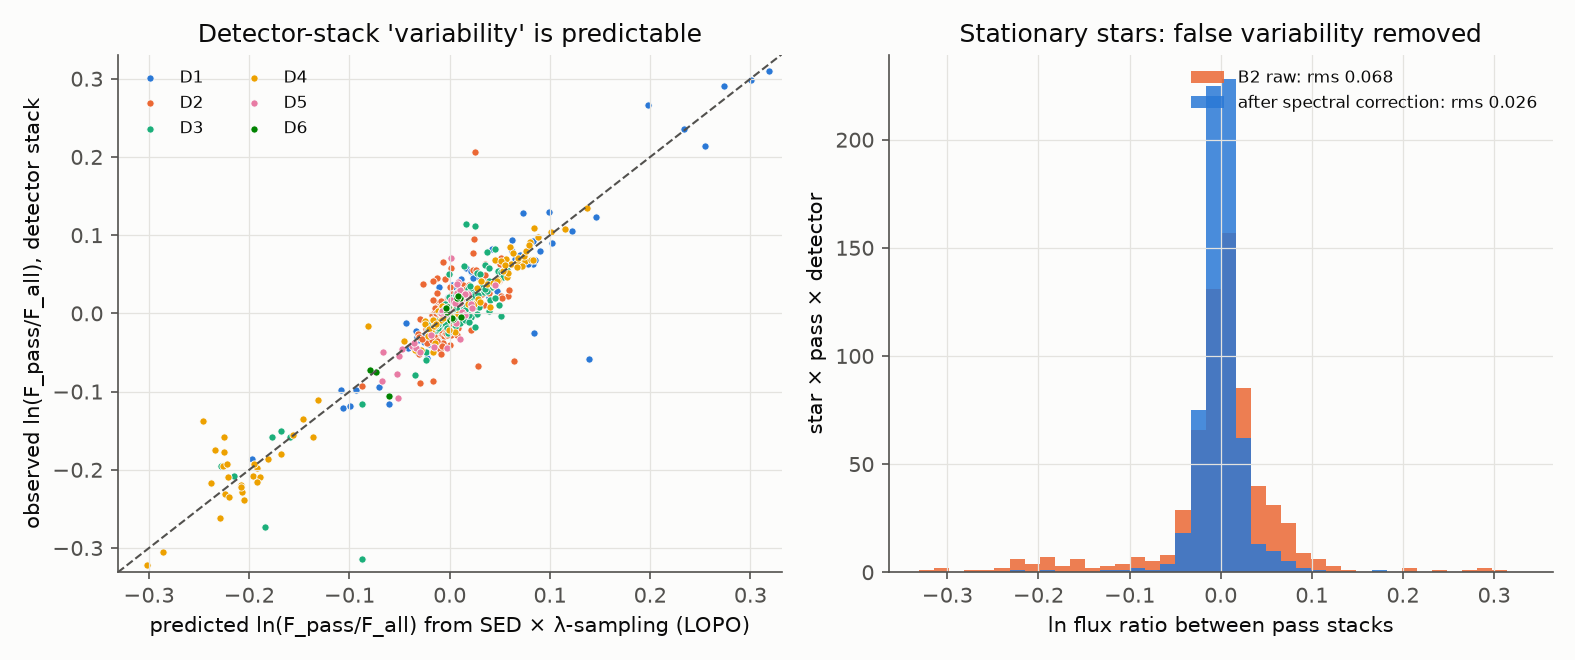 Detector-stack 'variability' is predictable
D1
D2
D3
D4
D5
D6
observed ln(F_pass/F_all), detector stack
0.3
0.2
0.1
0.0
−0.1
−0.2
−0.3
−0.3
−0.2
−0.1
0.0
0.1
0.2
0.3
predicted ln(F_pass/F_all) from SED × λ-sampling (LOPO)
Stationary stars: false variability removed
B2 raw: rms 0.068
after spectral correction: rms 0.026
star × pass × detector
200
150
100
50
0
−0.3
−0.2
−0.1
0.0
0.1
0.2
0.3
ln flux ratio between pass stacks